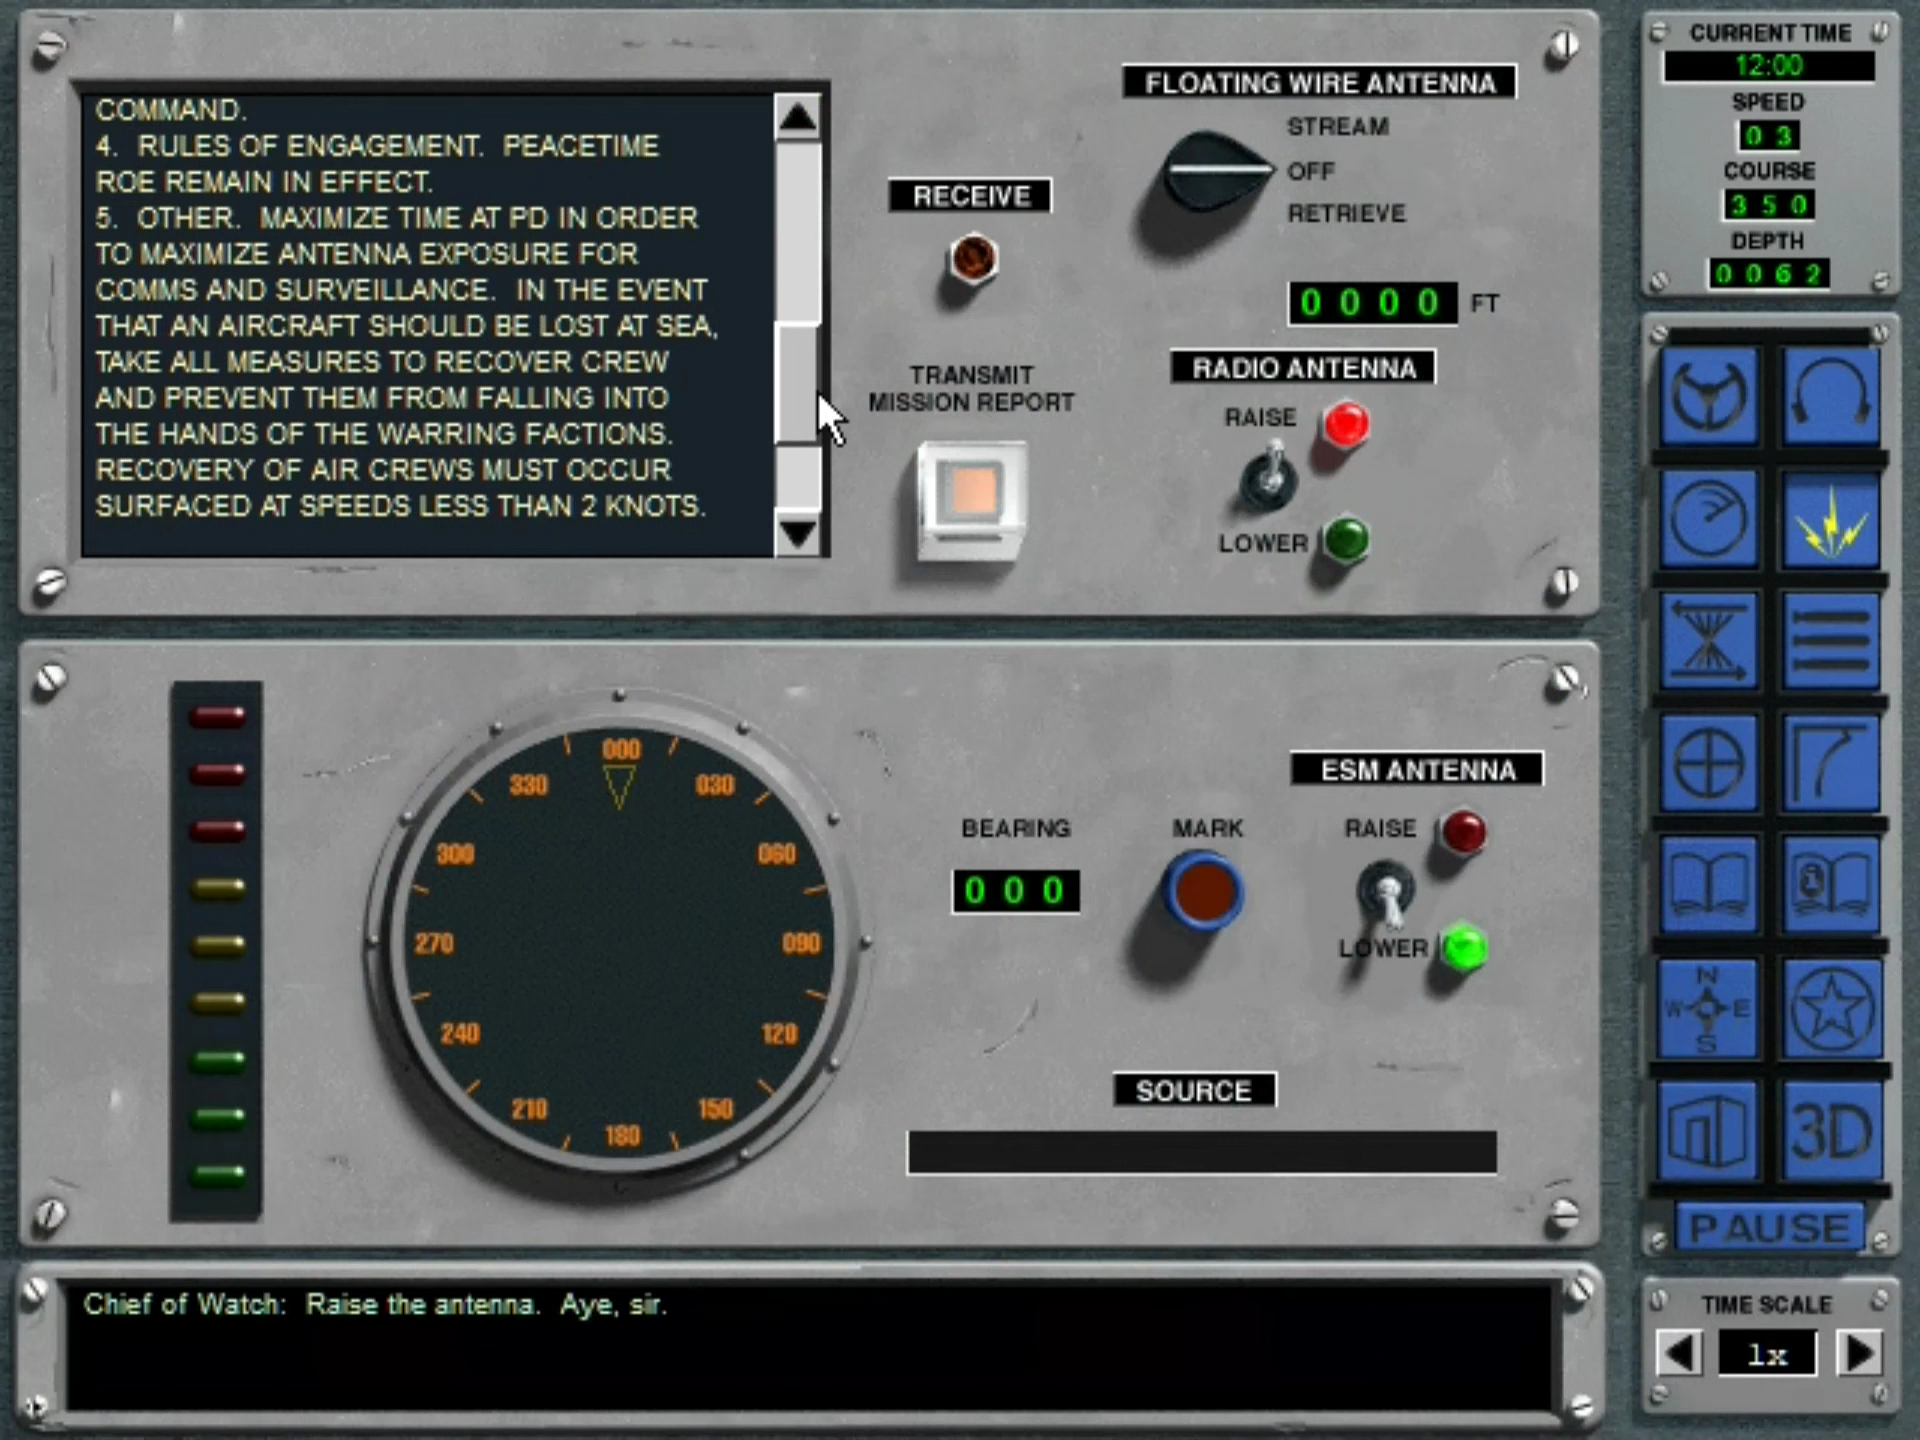 COMMAND.
4.  RULES OF ENGAGEMENT.  PEACETIME
ROE REMAIN IN EFFECT.
5.  OTHER.  MAXIMIZE TIME AT PD IN ORDER
TO MAXIMIZE ANTENNA EXPOSURE FOR
COMMS AND SURVEILLANCE.  IN THE EVENT
THAT AN AIRCRAFT SHOULD BE LOST AT SEA,
TAKE ALL MEASURES TO RECOVER CREW
AND PREVENT THEM FROM FALLING INTO
THE HANDS OF THE WARRING FACTIONS.
RECOVERY OF AIR CREWS MUST OCCUR
SURFACED AT SPEEDS LESS THAN 2 KNOTS.
RECEIVE
TRANSMIT
MISSION REPORT
FLOATING WIRE ANTENNA
STREAM
OFF
RETRIEVE
0000 FT
RADIO ANTENNA
RAISE
LOWER
CURRENT TIME
12:00
SPEED
03
COURSE
350
DEPTH
0062
000
030
060
090
120
150
180
210
240
270
300
330
BEARING
000
MARK
ESM ANTENNA
RAISE
LOWER
SOURCE
N
W E
S
3D
PAUSE
Chief of Watch:  Raise the antenna.  Aye, sir.
TIME SCALE
1x